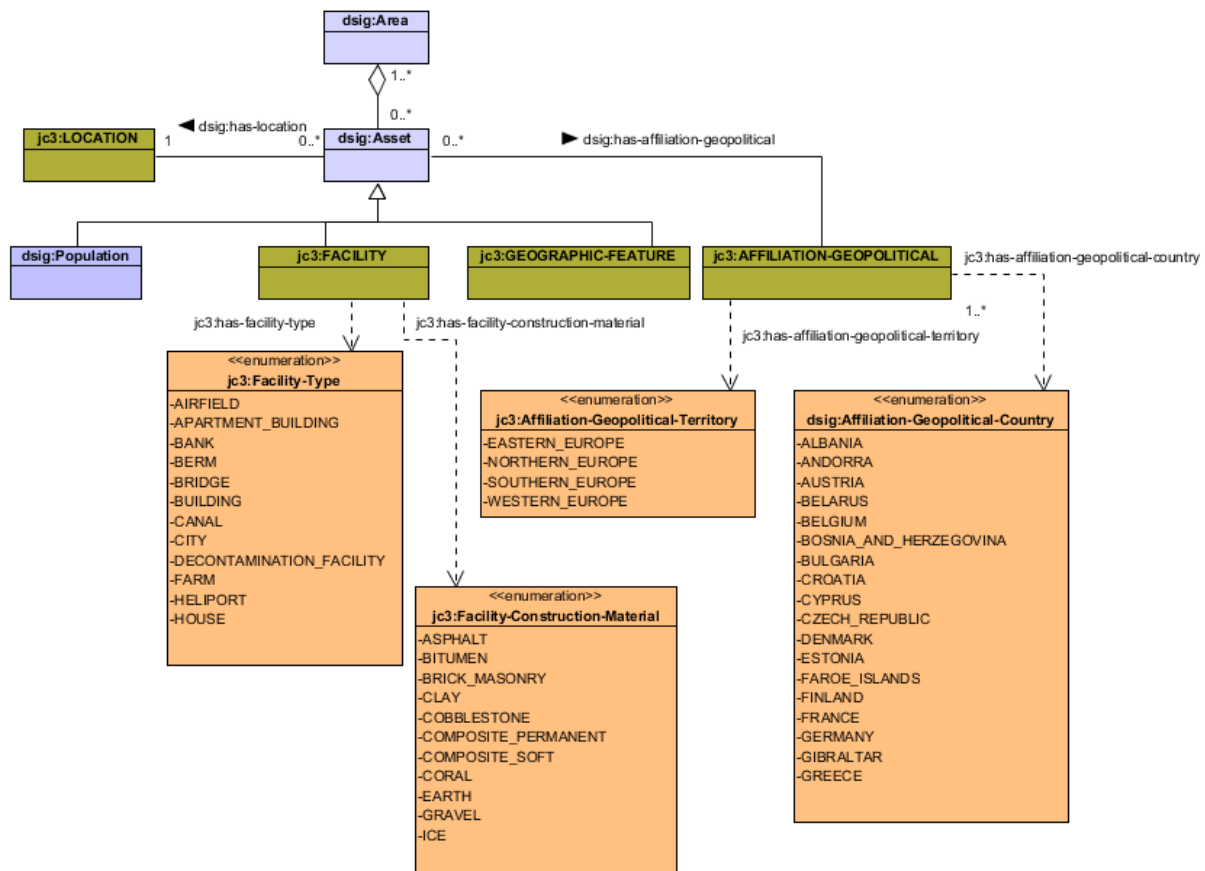 dsig:Area
1..*
0..*
dsig:has-location
jc3:LOCATION
1
0..*
dsig:Asset
0..*
dsig:has-affiliation-geopolitical
dsig:Population
jc3:FACILITY
jc3:GEOGRAPHIC-FEATURE
jc3:AFFILIATION-GEOPOLITICAL
jc3:has-affiliation-geopolitical-country
1..*
jc3:has-facility-type
jc3:has-facility-construction-material
jc3:has-affiliation-geopolitical-territory
<<enumeration>>
jc3:Facility-Type
-AIRFIELD
-APARTMENT_BUILDING
-BANK
-BERM
-BRIDGE
-BUILDING
-CANAL
-CITY
-DECONTAMINATION_FACILITY
-FARM
-HELIPORT
-HOUSE
<<enumeration>>
jc3:Facility-Construction-Material
-ASPHALT
-BITUMEN
-BRICK_MASONRY
-CLAY
-COBBLESTONE
-COMPOSITE_PERMANENT
-COMPOSITE_SOFT
-CORAL
-EARTH
-GRAVEL
-ICE
<<enumeration>>
jc3:Affiliation-Geopolitical-Territory
-EASTERN_EUROPE
-NORTHERN_EUROPE
-SOUTHERN_EUROPE
-WESTERN_EUROPE
<<enumeration>>
dsig:Affiliation-Geopolitical-Country
-ALBANIA
-ANDORRA
-AUSTRIA
-BELARUS
-BELGIUM
-BOSNIA_AND_HERZEGOVINA
-BULGARIA
-CROATIA
-CYPRUS
-CZECH_REPUBLIC
-DENMARK
-ESTONIA
-FAROE_ISLANDS
-FINLAND
-FRANCE
-GERMANY
-GIBRALTAR
-GREECE